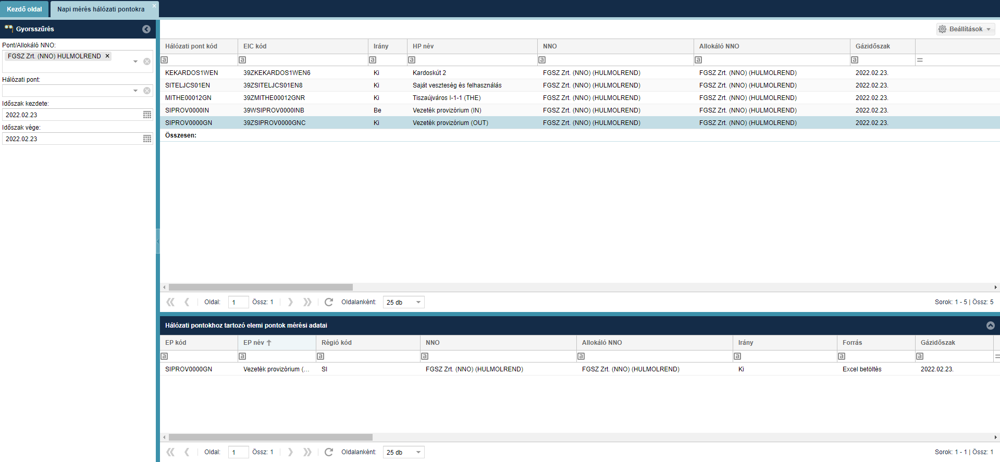 Kezdő oldal
Napi mérés hálózati pontokra
Gyorsszűrés
Pont/Allokáló NNO:
FGSZ Zrt. (NNO) HULMOLREND
Hálózati pont:
Időszak kezdete:
2022.02.23
Időszak vége:
2022.02.23
Beállítások
Hálózati pont kód EIC kód Irány HP név NNO Allokáló NNO Gázidőszak
a a a a a a a =
KEKARDOS1WEN 39ZKEKARDOS1WEN6 Ki Kardoskút 2 FGSZ Zrt. (NNO) (HULMOLREND) FGSZ Zrt. (NNO) (HULMOLREND) 2022.02.23.
SITELJCS01EN 39ZSITELJCS01EN8 Ki Saját veszteség és felhasználás FGSZ Zrt. (NNO) (HULMOLREND) FGSZ Zrt. (NNO) (HULMOLREND) 2022.02.23.
MITHE00012GN 39ZMITHE00012GNR Ki Tiszaújváros I-1-1 (THE) FGSZ Zrt. (NNO) (HULMOLREND) FGSZ Zrt. (NNO) (HULMOLREND) 2022.02.23.
SIPROV0000IN 39WSIPROV0000INB Be Vezeték provizórium (IN) FGSZ Zrt. (NNO) (HULMOLREND) FGSZ Zrt. (NNO) (HULMOLREND) 2022.02.23.
SIPROV0000GN 39ZSIPROV0000GNC Ki Vezeték provizórium (OUT) FGSZ Zrt. (NNO) (HULMOLREND) FGSZ Zrt. (NNO) (HULMOLREND) 2022.02.23.
Összesen:
Oldal: 1 Össz: 1 Oldalanként: 25 db Sorok: 1 - 5 | Össz: 5
Hálózati pontokhoz tartozó elemi pontok mérési adatai
EP kód EP név Régió kód NNO Allokáló NNO Irány Forrás Gázidőszak
a a a a a a a a =
SIPROV0000GN Vezeték provizórium (... SI FGSZ Zrt. (NNO) (HULMOLREND) FGSZ Zrt. (NNO) (HULMOLREND) Ki Excel betöltés 2022.02.23.
Oldal: 1 Össz: 1 Oldalanként: 25 db Sorok: 1 - 1 | Össz: 1